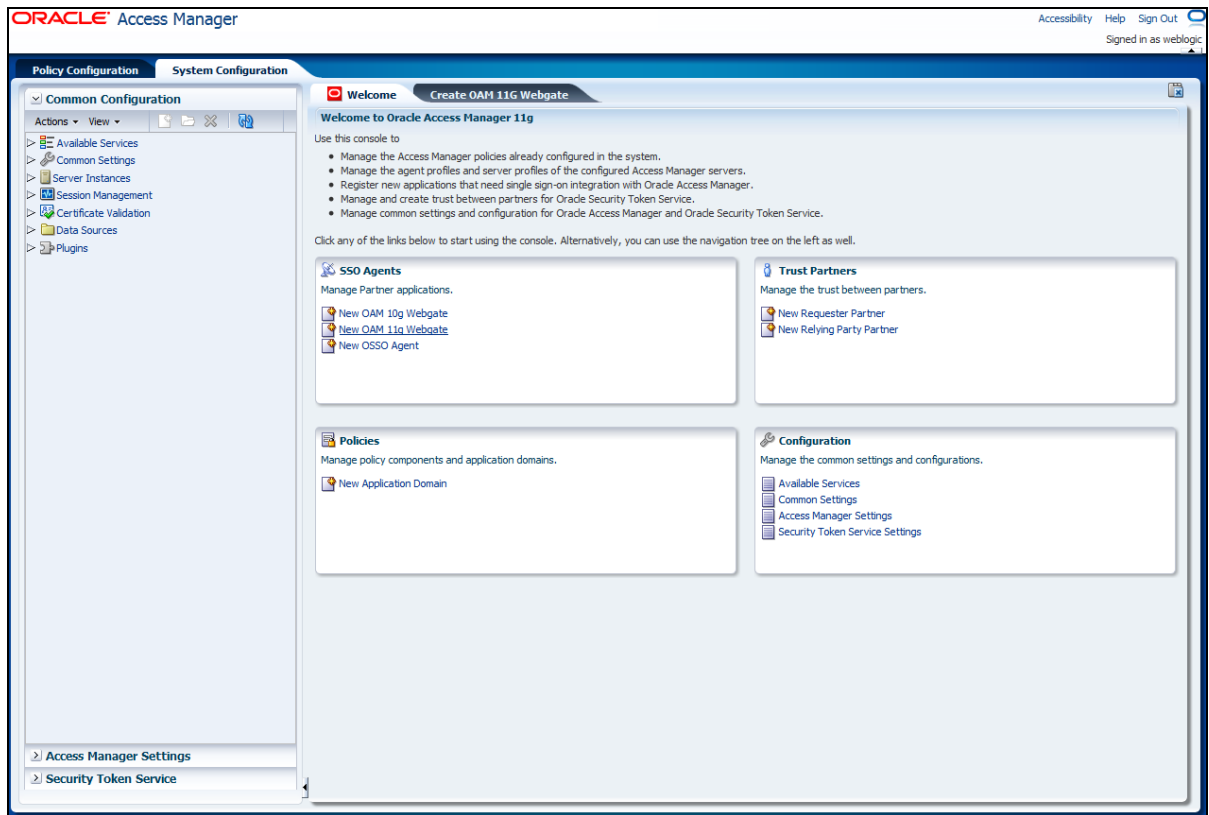 ORACLE Access Manager
Accessibility Help Sign Out
Signed in as weblogic
Policy Configuration System Configuration
Common Configuration
Actions View
Available Services
Common Settings
Server Instances
Session Management
Certificate Validation
Data Sources
Plugins
Access Manager Settings
Security Token Service
Welcome Create OAM 11G Webgate
Welcome to Oracle Access Manager 11g
Use this console to
• Manage the Access Manager policies already configured in the system.
• Manage the agent profiles and server profiles of the configured Access Manager servers.
• Register new applications that need single sign-on integration with Oracle Access Manager.
• Manage and create trust between partners for Oracle Security Token Service.
• Manage common settings and configuration for Oracle Access Manager and Oracle Security Token Service.
Click any of the links below to start using the console. Alternatively, you can use the navigation tree on the left as well.
SSO Agents
Manage Partner applications.
New OAM 10g Webgate
New OAM 11g Webgate
New OSSO Agent
Trust Partners
Manage the trust between partners.
New Requester Partner
New Relying Party Partner
Policies
Manage policy components and application domains.
New Application Domain
Configuration
Manage the common settings and configurations.
Available Services
Common Settings
Access Manager Settings
Security Token Service Settings